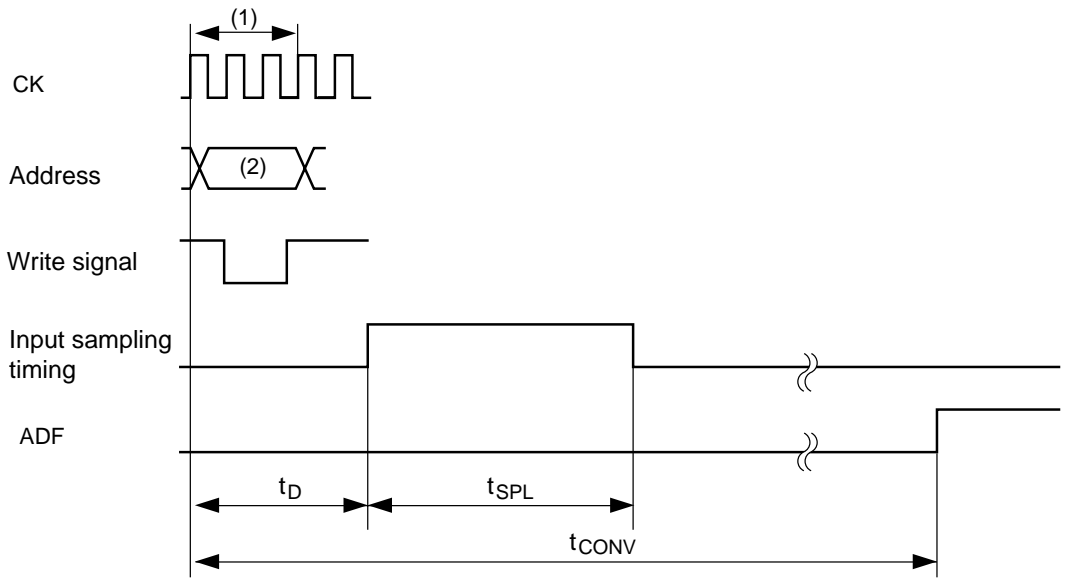 (1)
CK
Address
(2)
Write signal
Input sampling
timing
ADF
tD
tSPL
tCONV